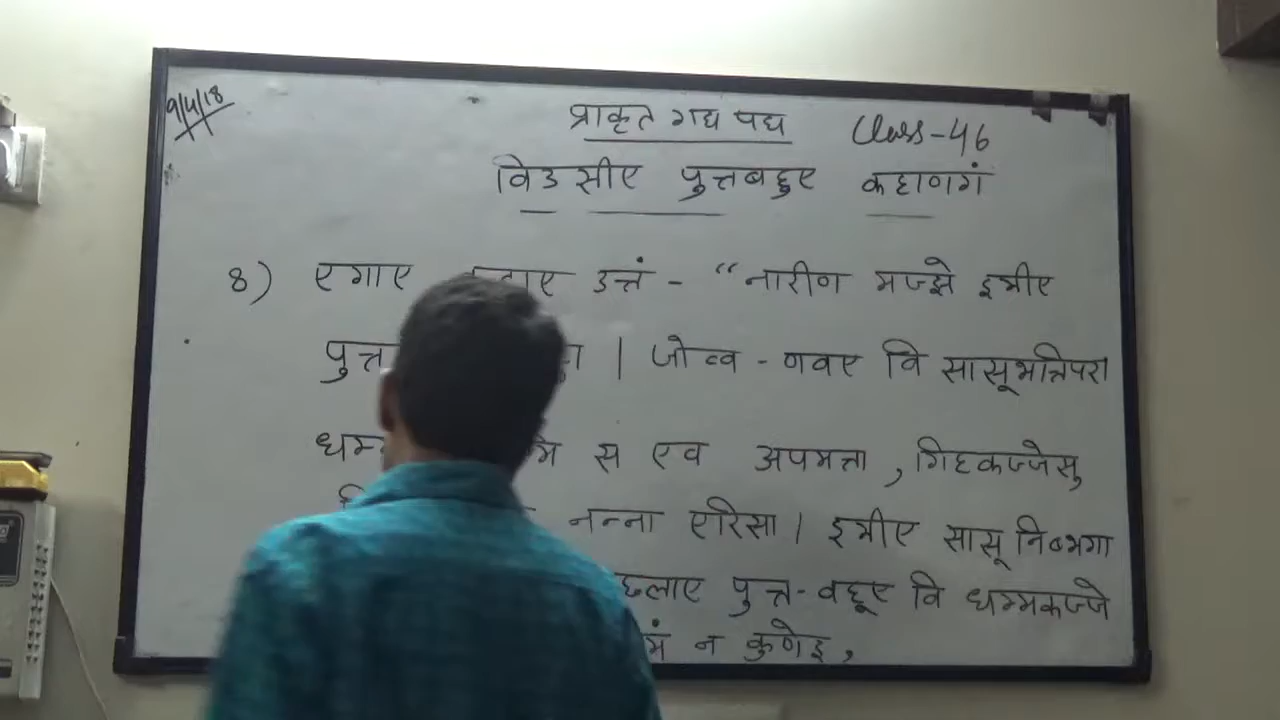 9/4/18
प्राकृत गद्य पद्य Class-46
विउसीए पुत्तबहुए कहाणगं
8) एगाए उत्तं - “नारीण मज्झे इमीए
पुत्त | जोव्व - णवए वि सासूभत्तिपरा
स एव अपमत्ता , गिहकज्जेसु
नन्ना एरिसा । इमीए सासू निब्भगा
पुत्त-वहूए वि धम्मकज्जे
न कुणेइ,